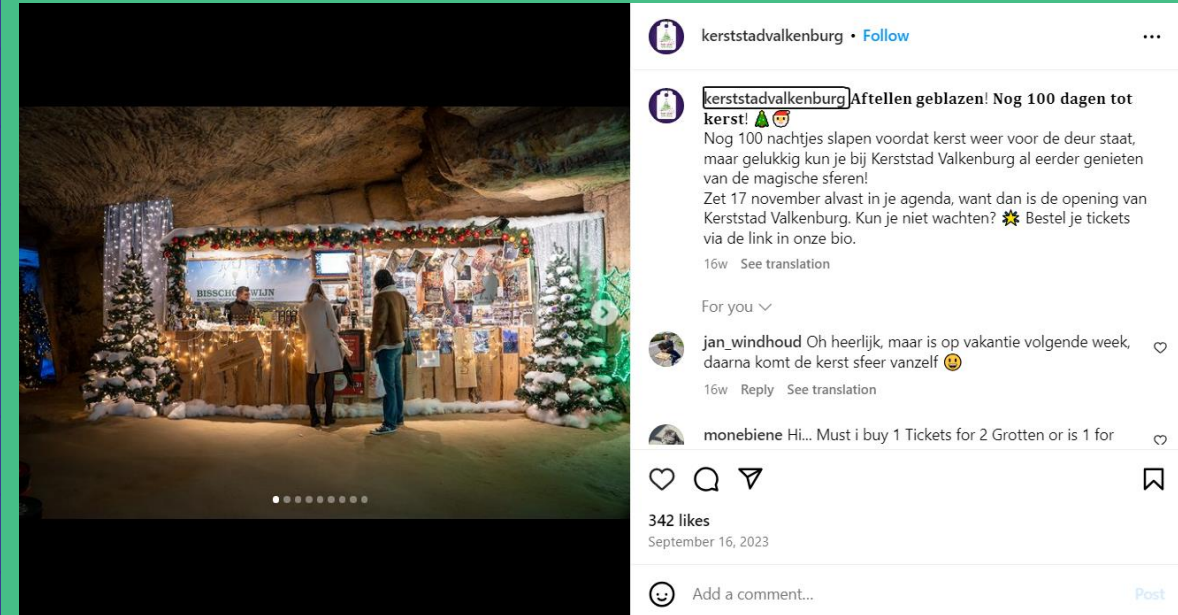 kerststadvalkenburg • Follow
kerststadvalkenburg Aftellen geblazen! Nog 100 dagen tot
kerst! 🎄🎅
Nog 100 nachtjes slapen voordat kerst weer voor de deur staat,
maar gelukkig kun je bij Kerststad Valkenburg al eerder genieten
van de magische sferen!
Zet 17 november alvast in je agenda, want dan is de opening van
Kerststad Valkenburg. Kun je niet wachten? 🌟 Bestel je tickets
via de link in onze bio.
16w See translation
For you
jan_windhoud Oh heerlijk, maar is op vakantie volgende week,
daarna komt de kerst sfeer vanzelf 😃
16w Reply See translation
monebiene Hi... Must i buy 1 Tickets for 2 Grotten or is 1 for
342 likes
September 16, 2023
Add a comment... Post